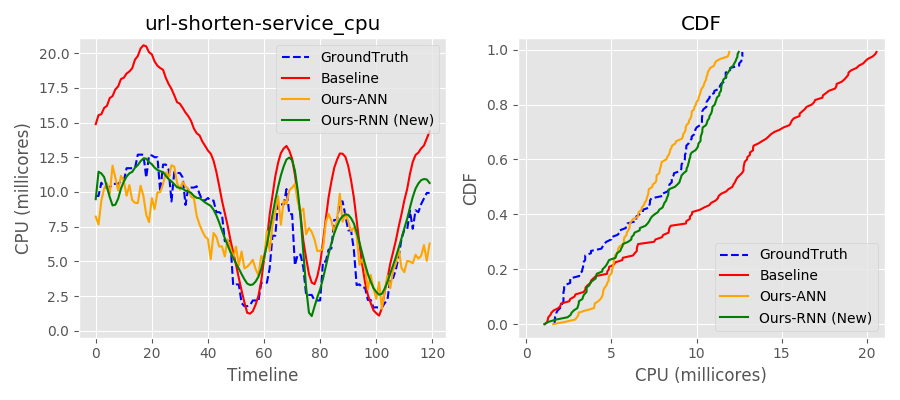 url-shorten-service_cpu
CPU (millicores)
20.0
17.5
15.0
12.5
10.0
7.5
5.0
2.5
0.0
GroundTruth
Baseline
Ours-ANN
Ours-RNN (New)
0 20 40 60 80 100 120
Timeline
CDF
CDF
1.0
0.8
0.6
0.4
0.2
0.0
GroundTruth
Baseline
Ours-ANN
Ours-RNN (New)
0 5 10 15 20
CPU (millicores)